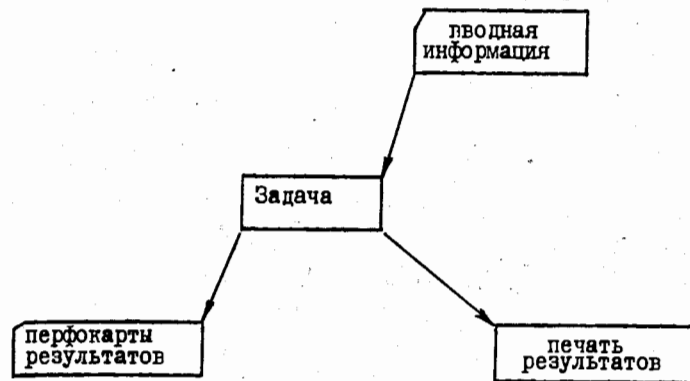 вводная
информация
Задача
перфокарты
результатов
печать
результатов